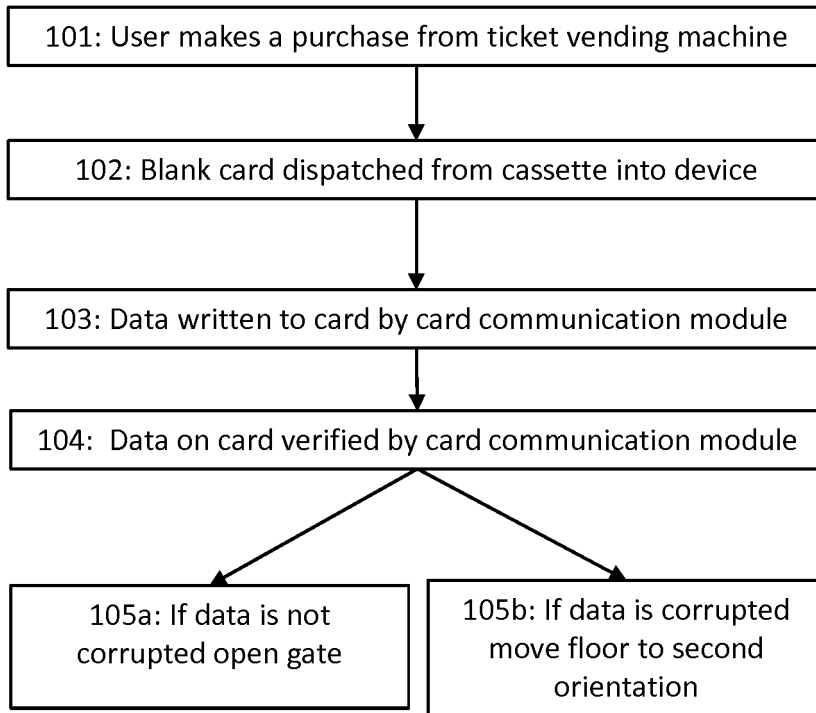 101: User makes a purchase from ticket vending machine
102: Blank card dispatched from cassette into device
103: Data written to card by card communication module
104: Data on card verified by card communication module
105a: If data is not
corrupted open gate
105b: If data is corrupted
move floor to second
orientation